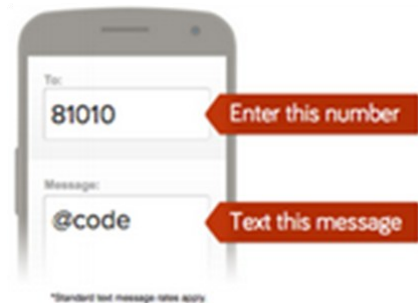 To:
81010
Enter this number
Message:
@code
Text this message
*Standard text message rates apply.